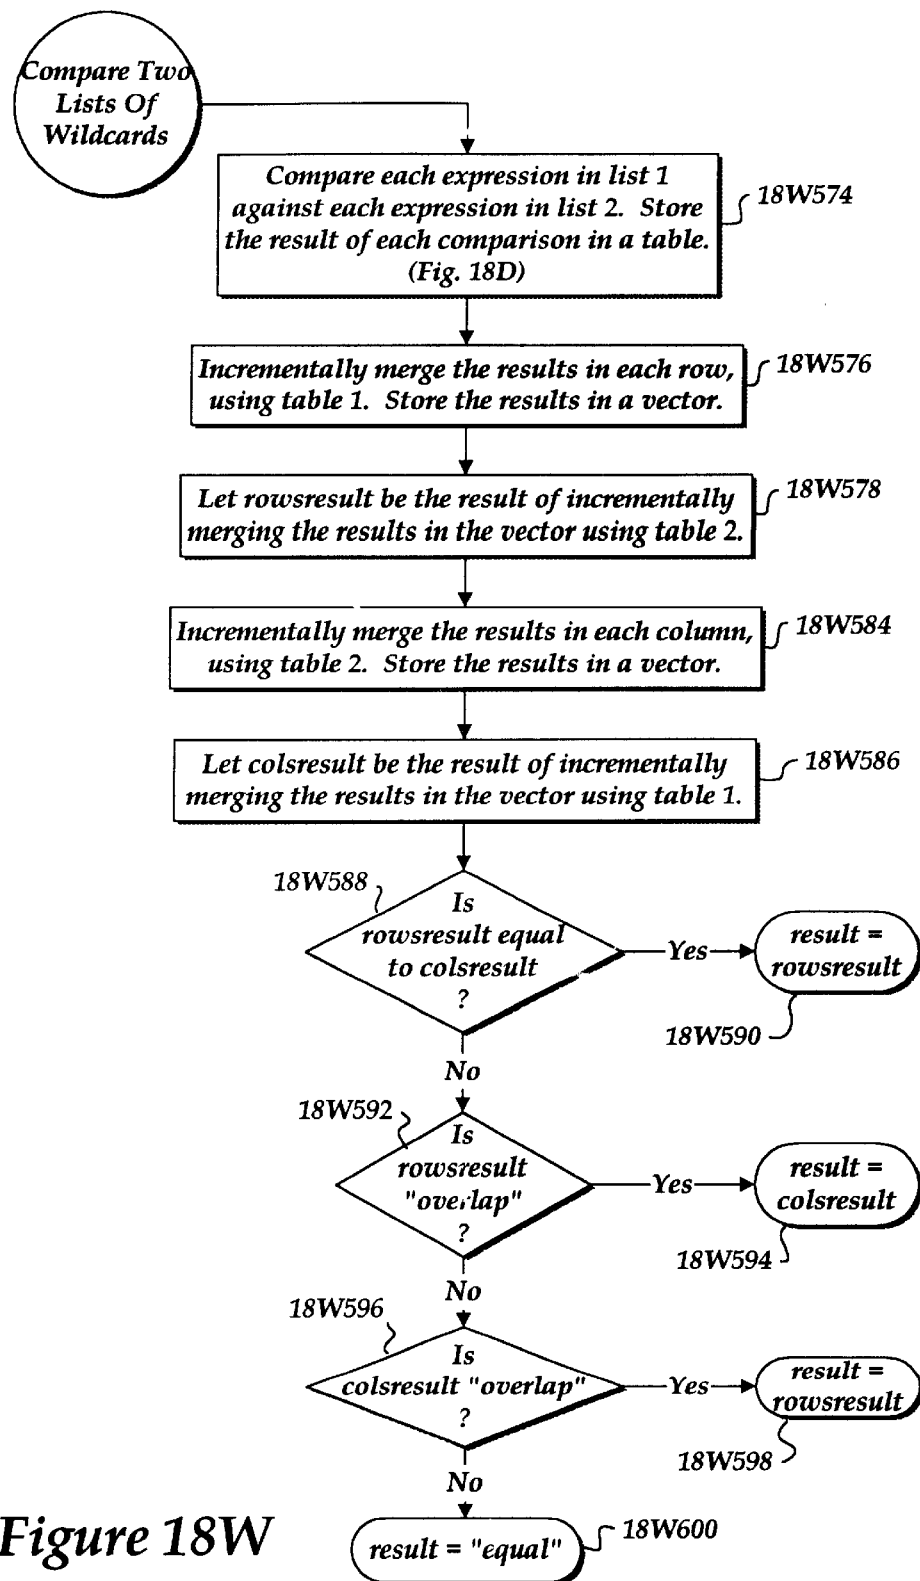 Compare Two
Lists Of
Wildcards
Compare each expression in list 1
against each expression in list 2. Store
the result of each comparison in a table.
(Fig. 18D)
18W574
Incrementally merge the results in each row,
using table 1. Store the results in a vector.
18W576
Let rowsresult be the result of incrementally
merging the results in the vector using table 2.
18W578
Incrementally merge the results in each column,
using table 2. Store the results in a vector.
18W584
Let colsresult be the result of incrementally
merging the results in the vector using table 1.
18W586
18W588
Is
rowsresult equal
to colsresult
?
Yes
result =
rowsresult
18W590
No
18W592
Is
rowsresult
"overlap"
?
Yes
result =
colsresult
18W594
No
18W596
Is
colsresult "overlap"
?
Yes
result =
rowsresult
18W598
No
result = "equal"
18W600
Figure 18W